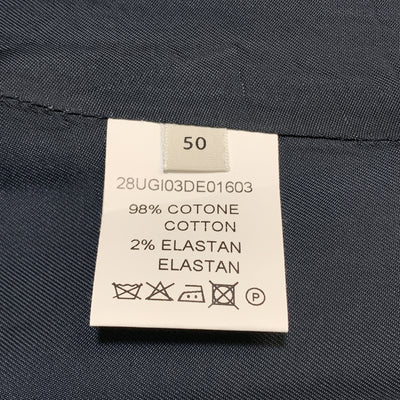 50
28UGI03DE01603
98% COTONE
COTTON
2% ELASTAN
ELASTAN
P